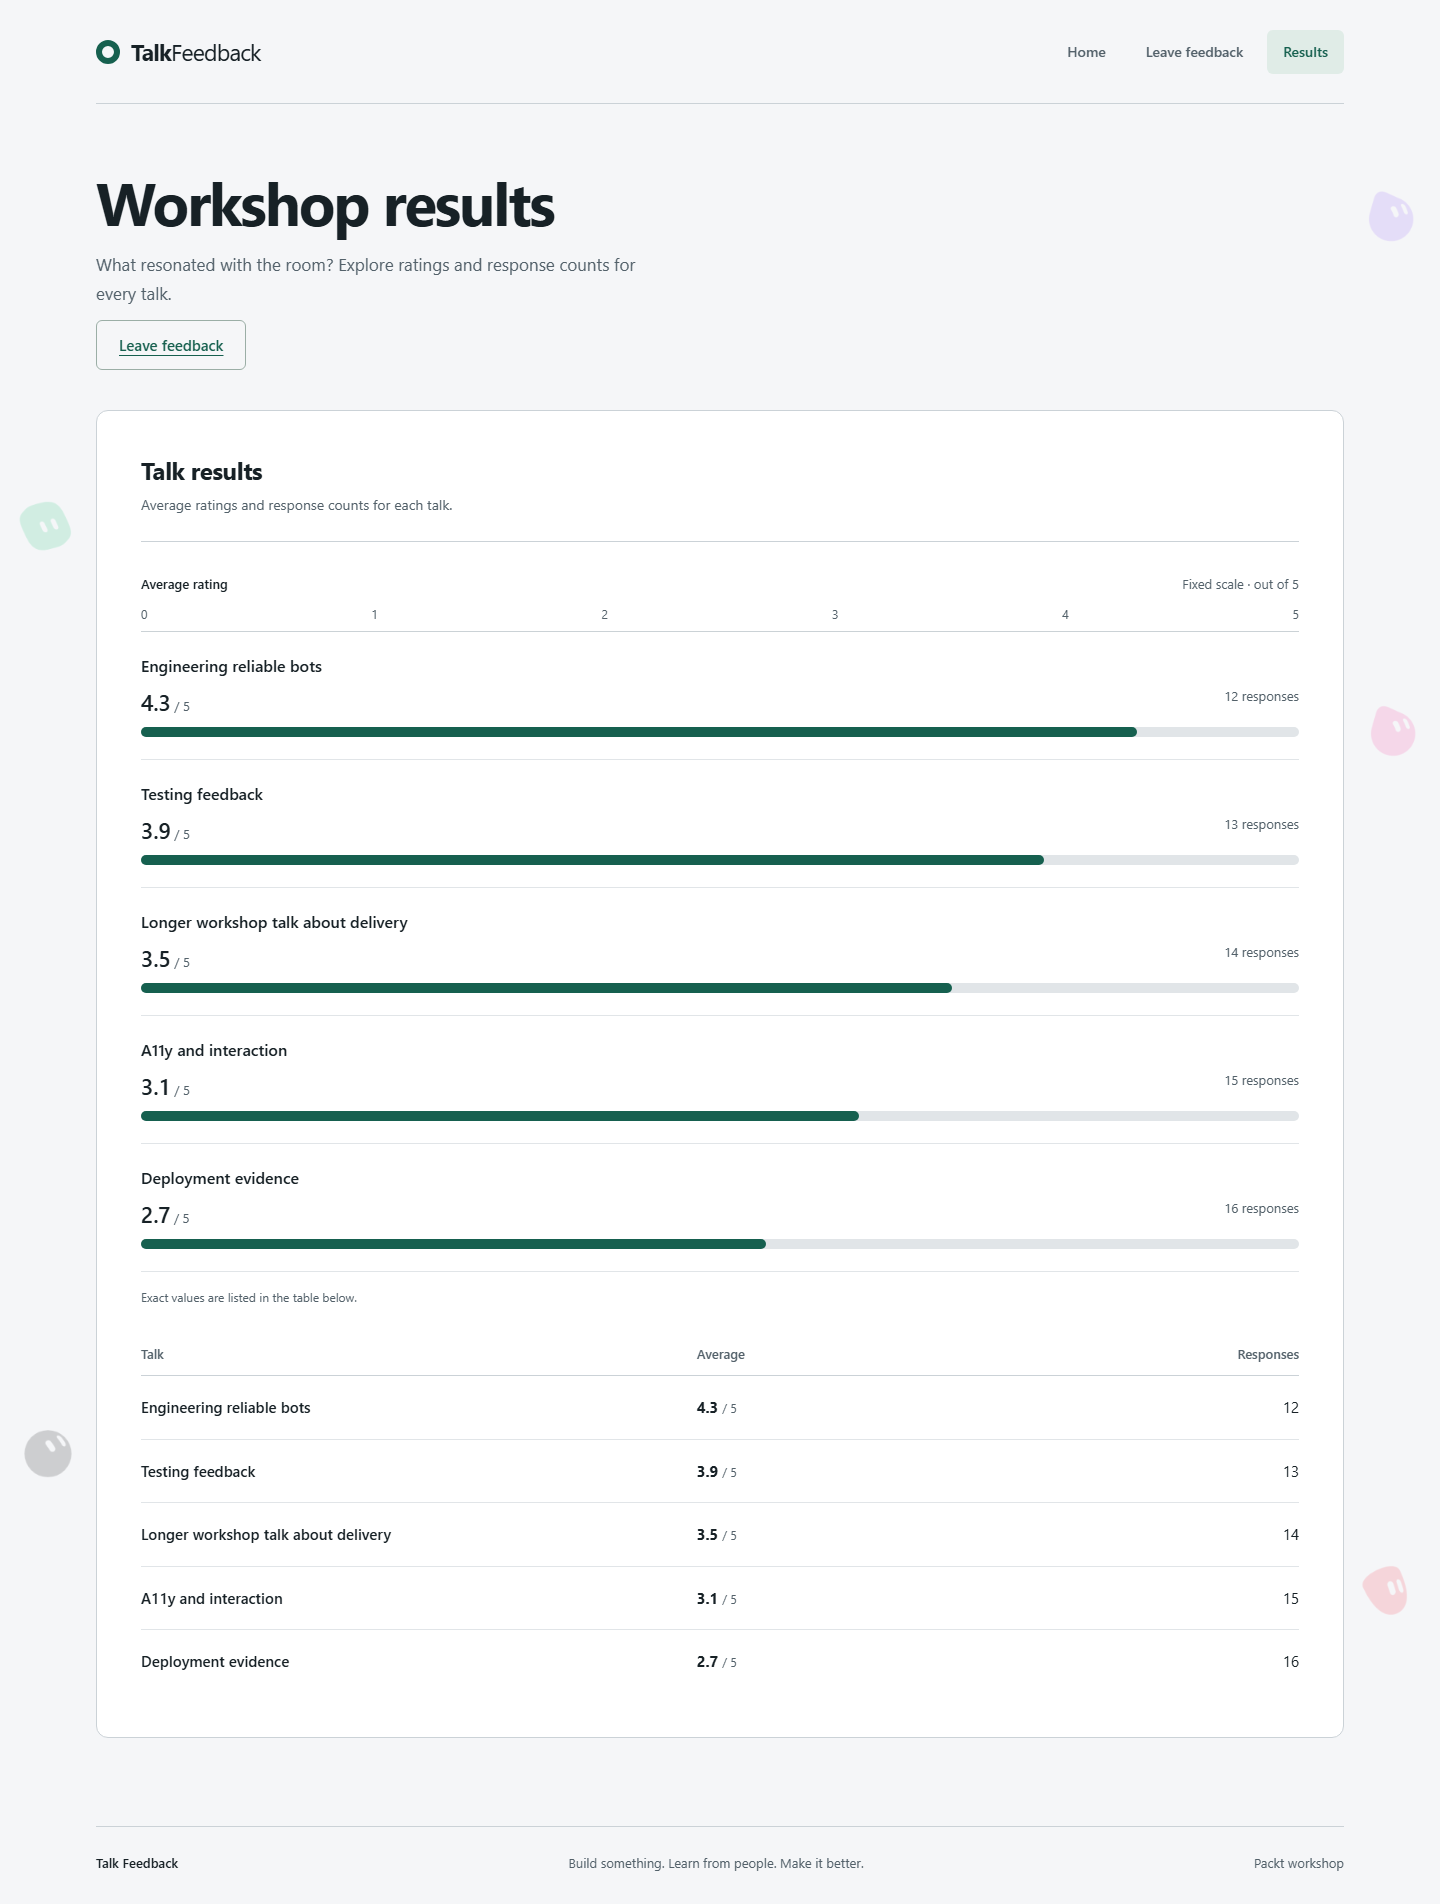 TalkFeedback
Home
Leave feedback
Results
Workshop results
What resonated with the room? Explore ratings and response counts for
every talk.
Leave feedback
Talk results
Average ratings and response counts for each talk.
Average rating
Fixed scale · out of 5
0 1 2 3 4 5
Engineering reliable bots
4.3 / 5
12 responses
Testing feedback
3.9 / 5
13 responses
Longer workshop talk about delivery
3.5 / 5
14 responses
A11y and interaction
3.1 / 5
15 responses
Deployment evidence
2.7 / 5
16 responses
Exact values are listed in the table below.
Talk Average Responses
Engineering reliable bots 4.3 / 5 12
Testing feedback 3.9 / 5 13
Longer workshop talk about delivery 3.5 / 5 14
A11y and interaction 3.1 / 5 15
Deployment evidence 2.7 / 5 16
Talk Feedback
Build something. Learn from people. Make it better.
Packt workshop